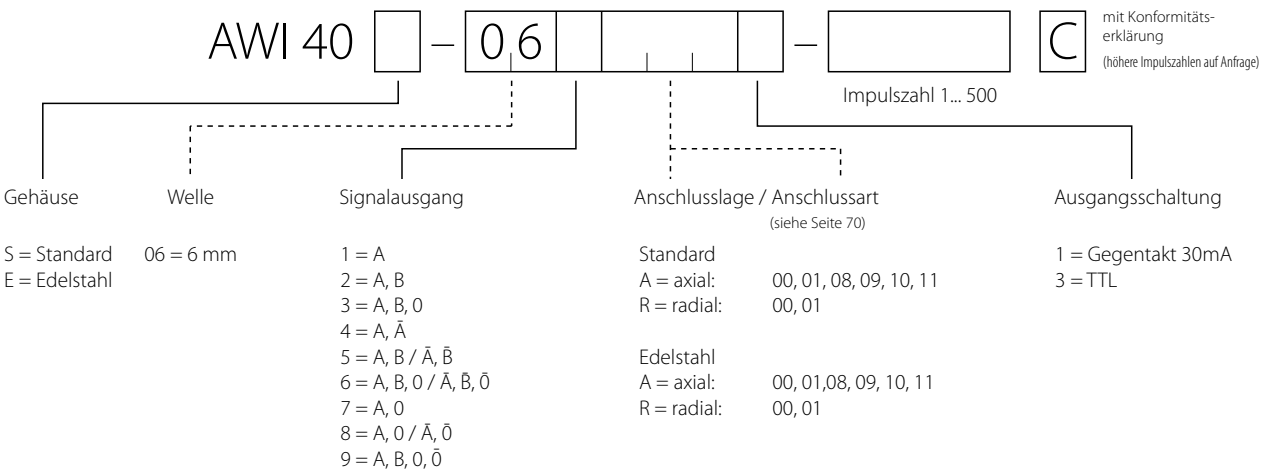 AWI 40 – 06 – C
mit Konformitäts-
erklärung
(höhere Impulszahlen auf Anfrage)
Impulszahl 1... 500
Gehäuse
S = Standard
E = Edelstahl
Welle
06 = 6 mm
Signalausgang
1 = A
2 = A, B
3 = A, B, 0
4 = A, Ā
5 = A, B / Ā, B̄
6 = A, B, 0 / Ā, B̄, 0̄
7 = A, 0
8 = A, 0 / Ā, 0̄
9 = A, B, 0, 0̄
Anschlusslage / Anschlussart
(siehe Seite 70)
Standard
A = axial: 00, 01, 08, 09, 10, 11
R = radial: 00, 01
Edelstahl
A = axial: 00, 01,08, 09, 10, 11
R = radial: 00, 01
Ausgangsschaltung
1 = Gegentakt 30mA
3 = TTL